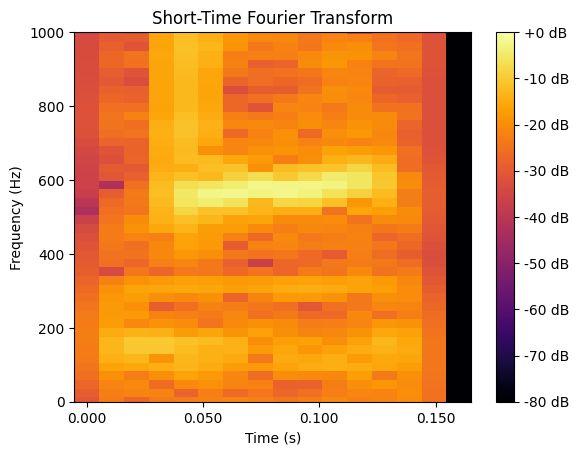 Short-Time Fourier Transform
1000
800
600
400
200
0
Frequency (Hz)
0.000
0.050
0.100
0.150
Time (s)
+0 dB
-10 dB
-20 dB
-30 dB
-40 dB
-50 dB
-60 dB
-70 dB
-80 dB